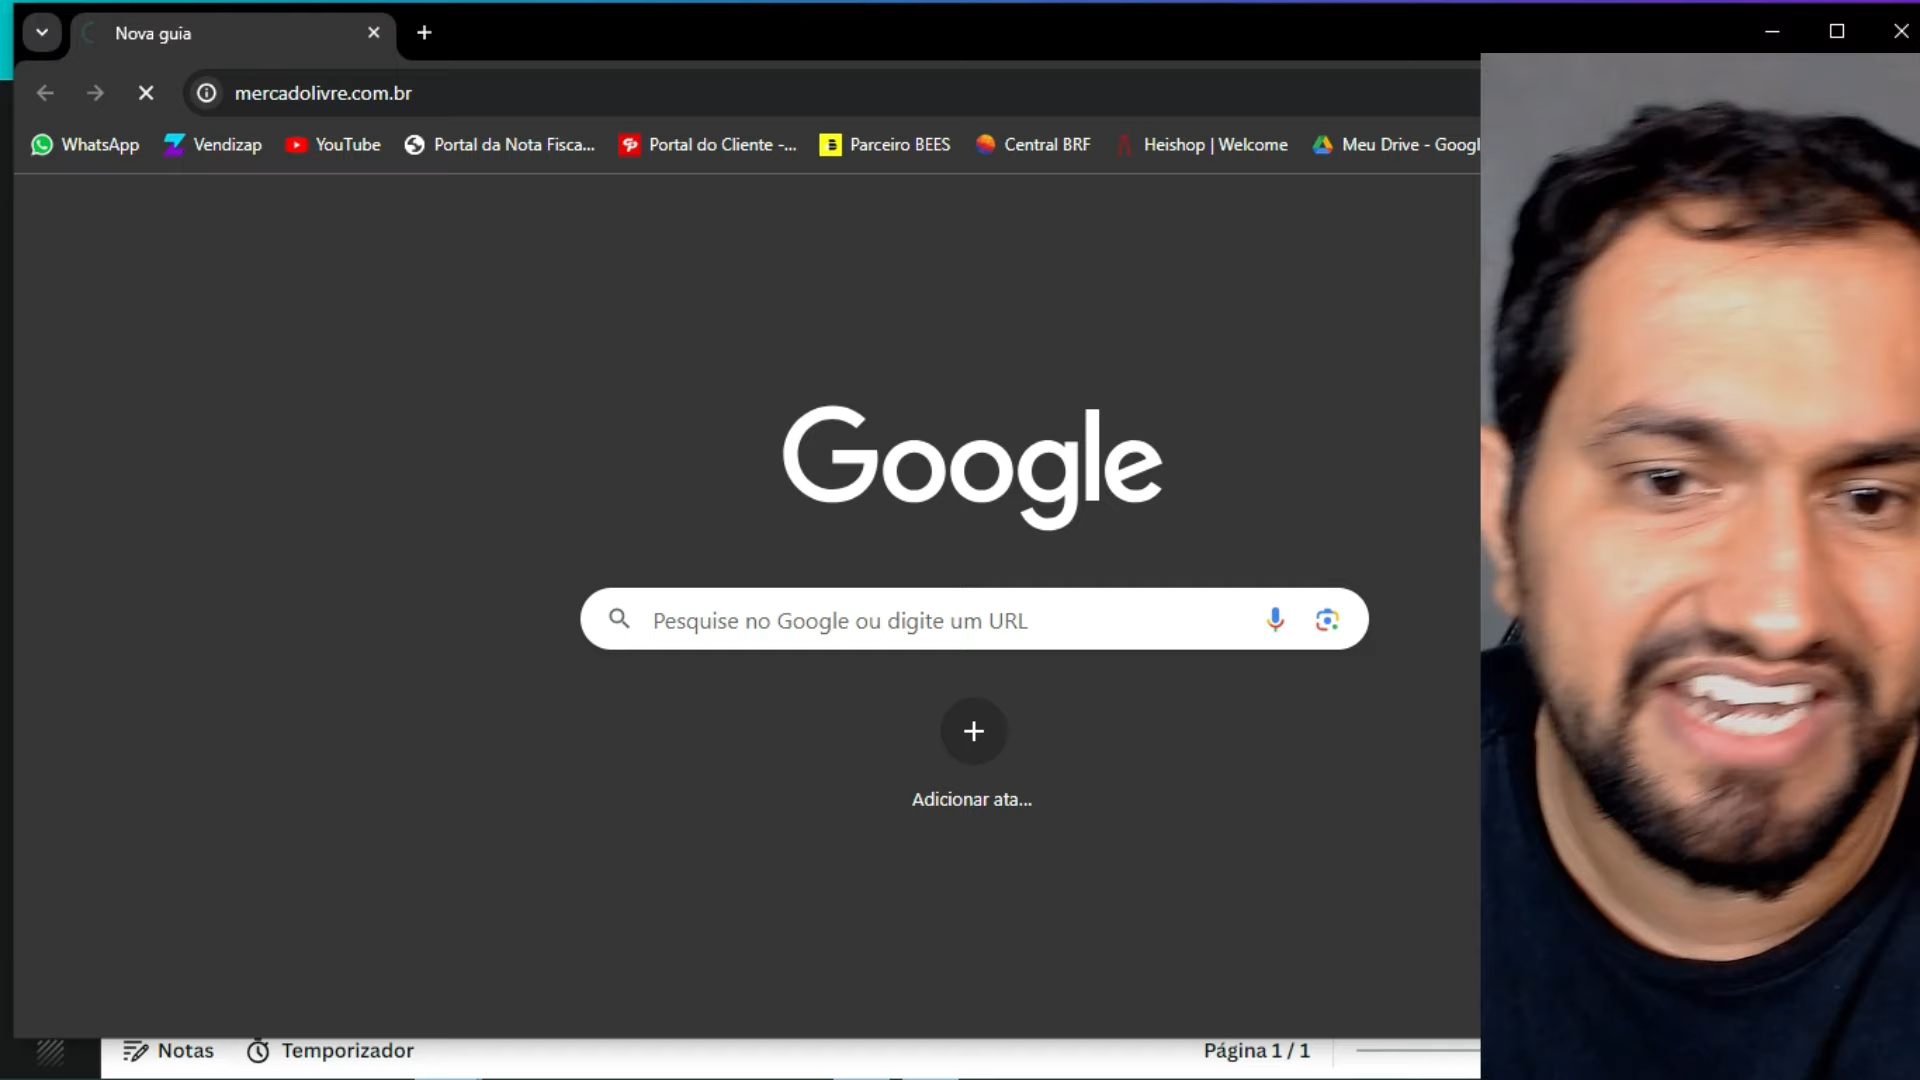 Nova guia
mercadolivre.com.br
WhatsApp Vendizap YouTube Portal da Nota Fisca... Portal do Cliente -... Parceiro BEES Central BRF Heishop | Welcome Meu Drive - Googl
Google
Pesquise no Google ou digite um URL
Adicionar ata...
Notas Temporizador Página 1 / 1